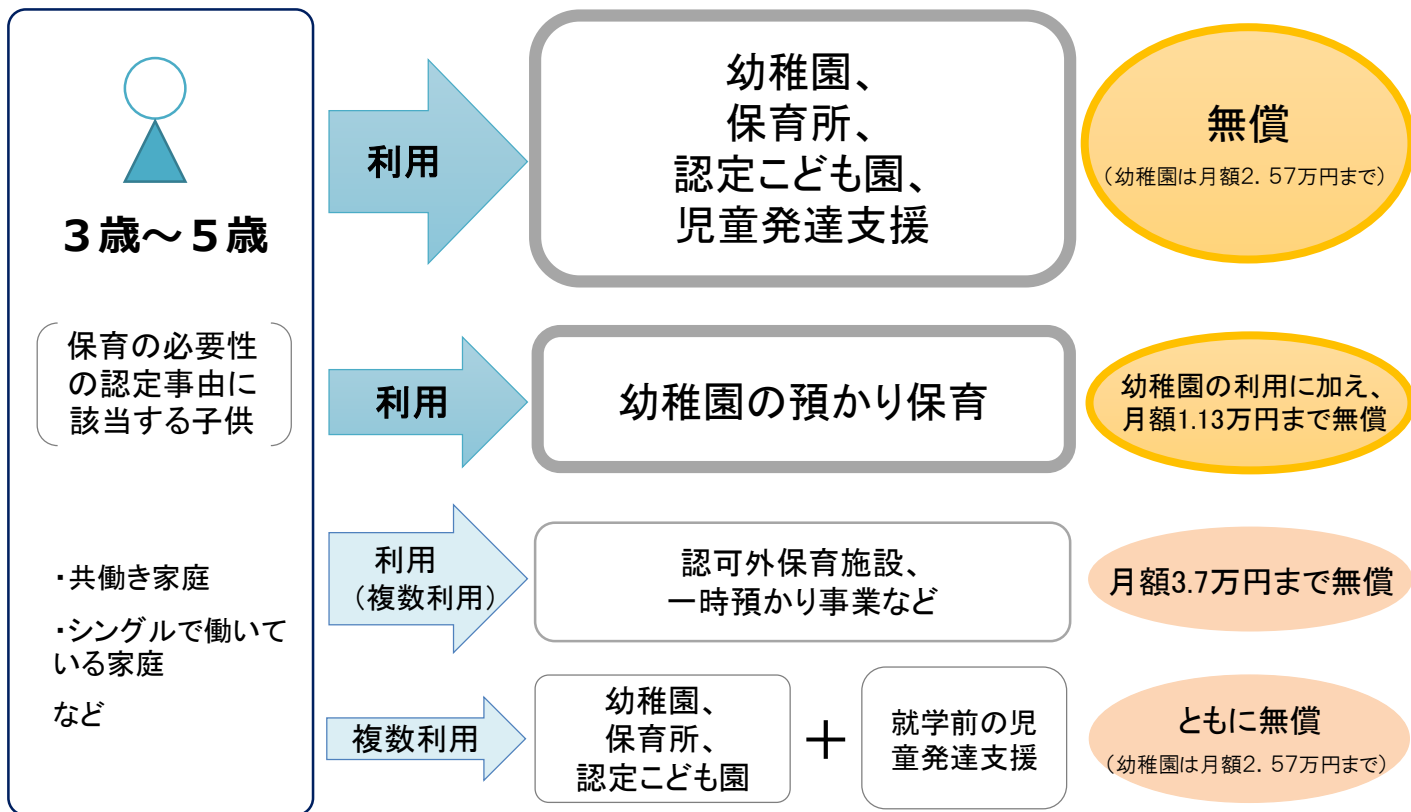 ３歳～５歳
保育の必要性
の認定事由に
該当する子供
・共働き家庭
・シングルで働いて
いる家庭
など
利用
幼稚園、
保育所、
認定こども園、
児童発達支援
無償
（幼稚園は月額2．57万円まで）
利用
幼稚園の預かり保育
幼稚園の利用に加え、
月額1.13万円まで無償
利用
（複数利用）
認可外保育施設、
一時預かり事業など
月額3.7万円まで無償
複数利用
幼稚園、
保育所、
認定こども園
＋
就学前の児
童発達支援
ともに無償
（幼稚園は月額2．57万円まで）